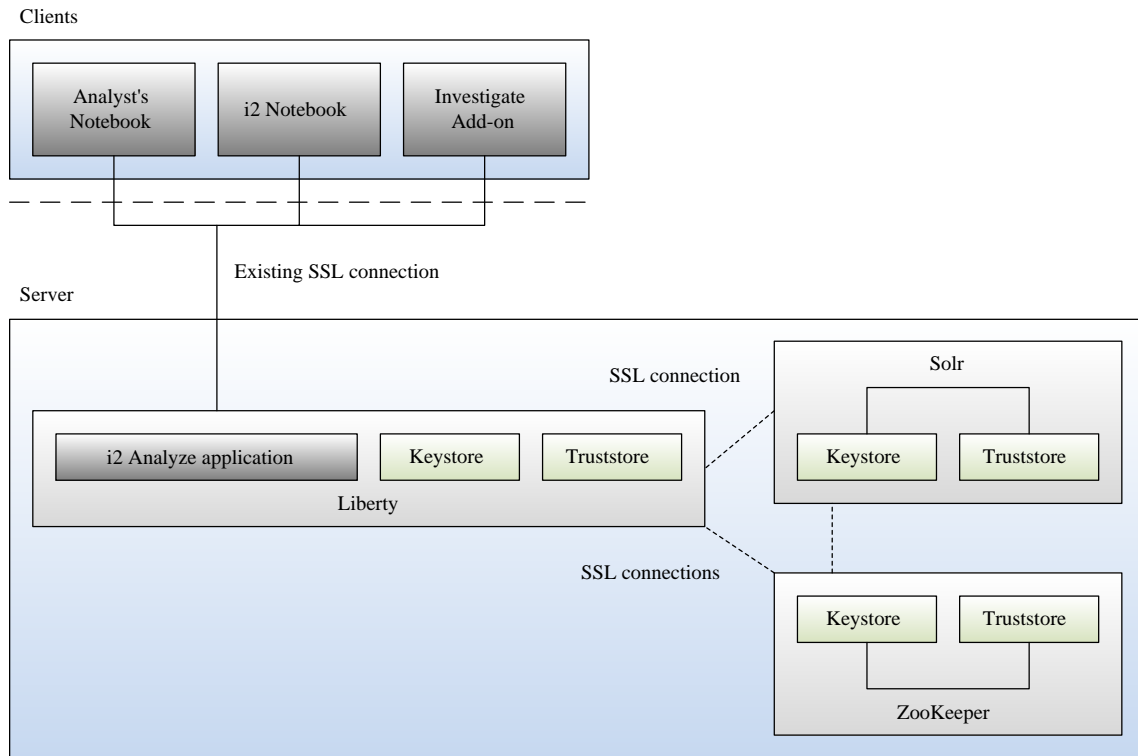 Clients
Analyst's
Notebook
i2 Notebook
Investigate
Add-on
Existing SSL connection
Server
SSL connection
Solr
Keystore
Truststore
i2 Analyze application
Keystore
Truststore
Liberty
SSL connections
Keystore
Truststore
ZooKeeper